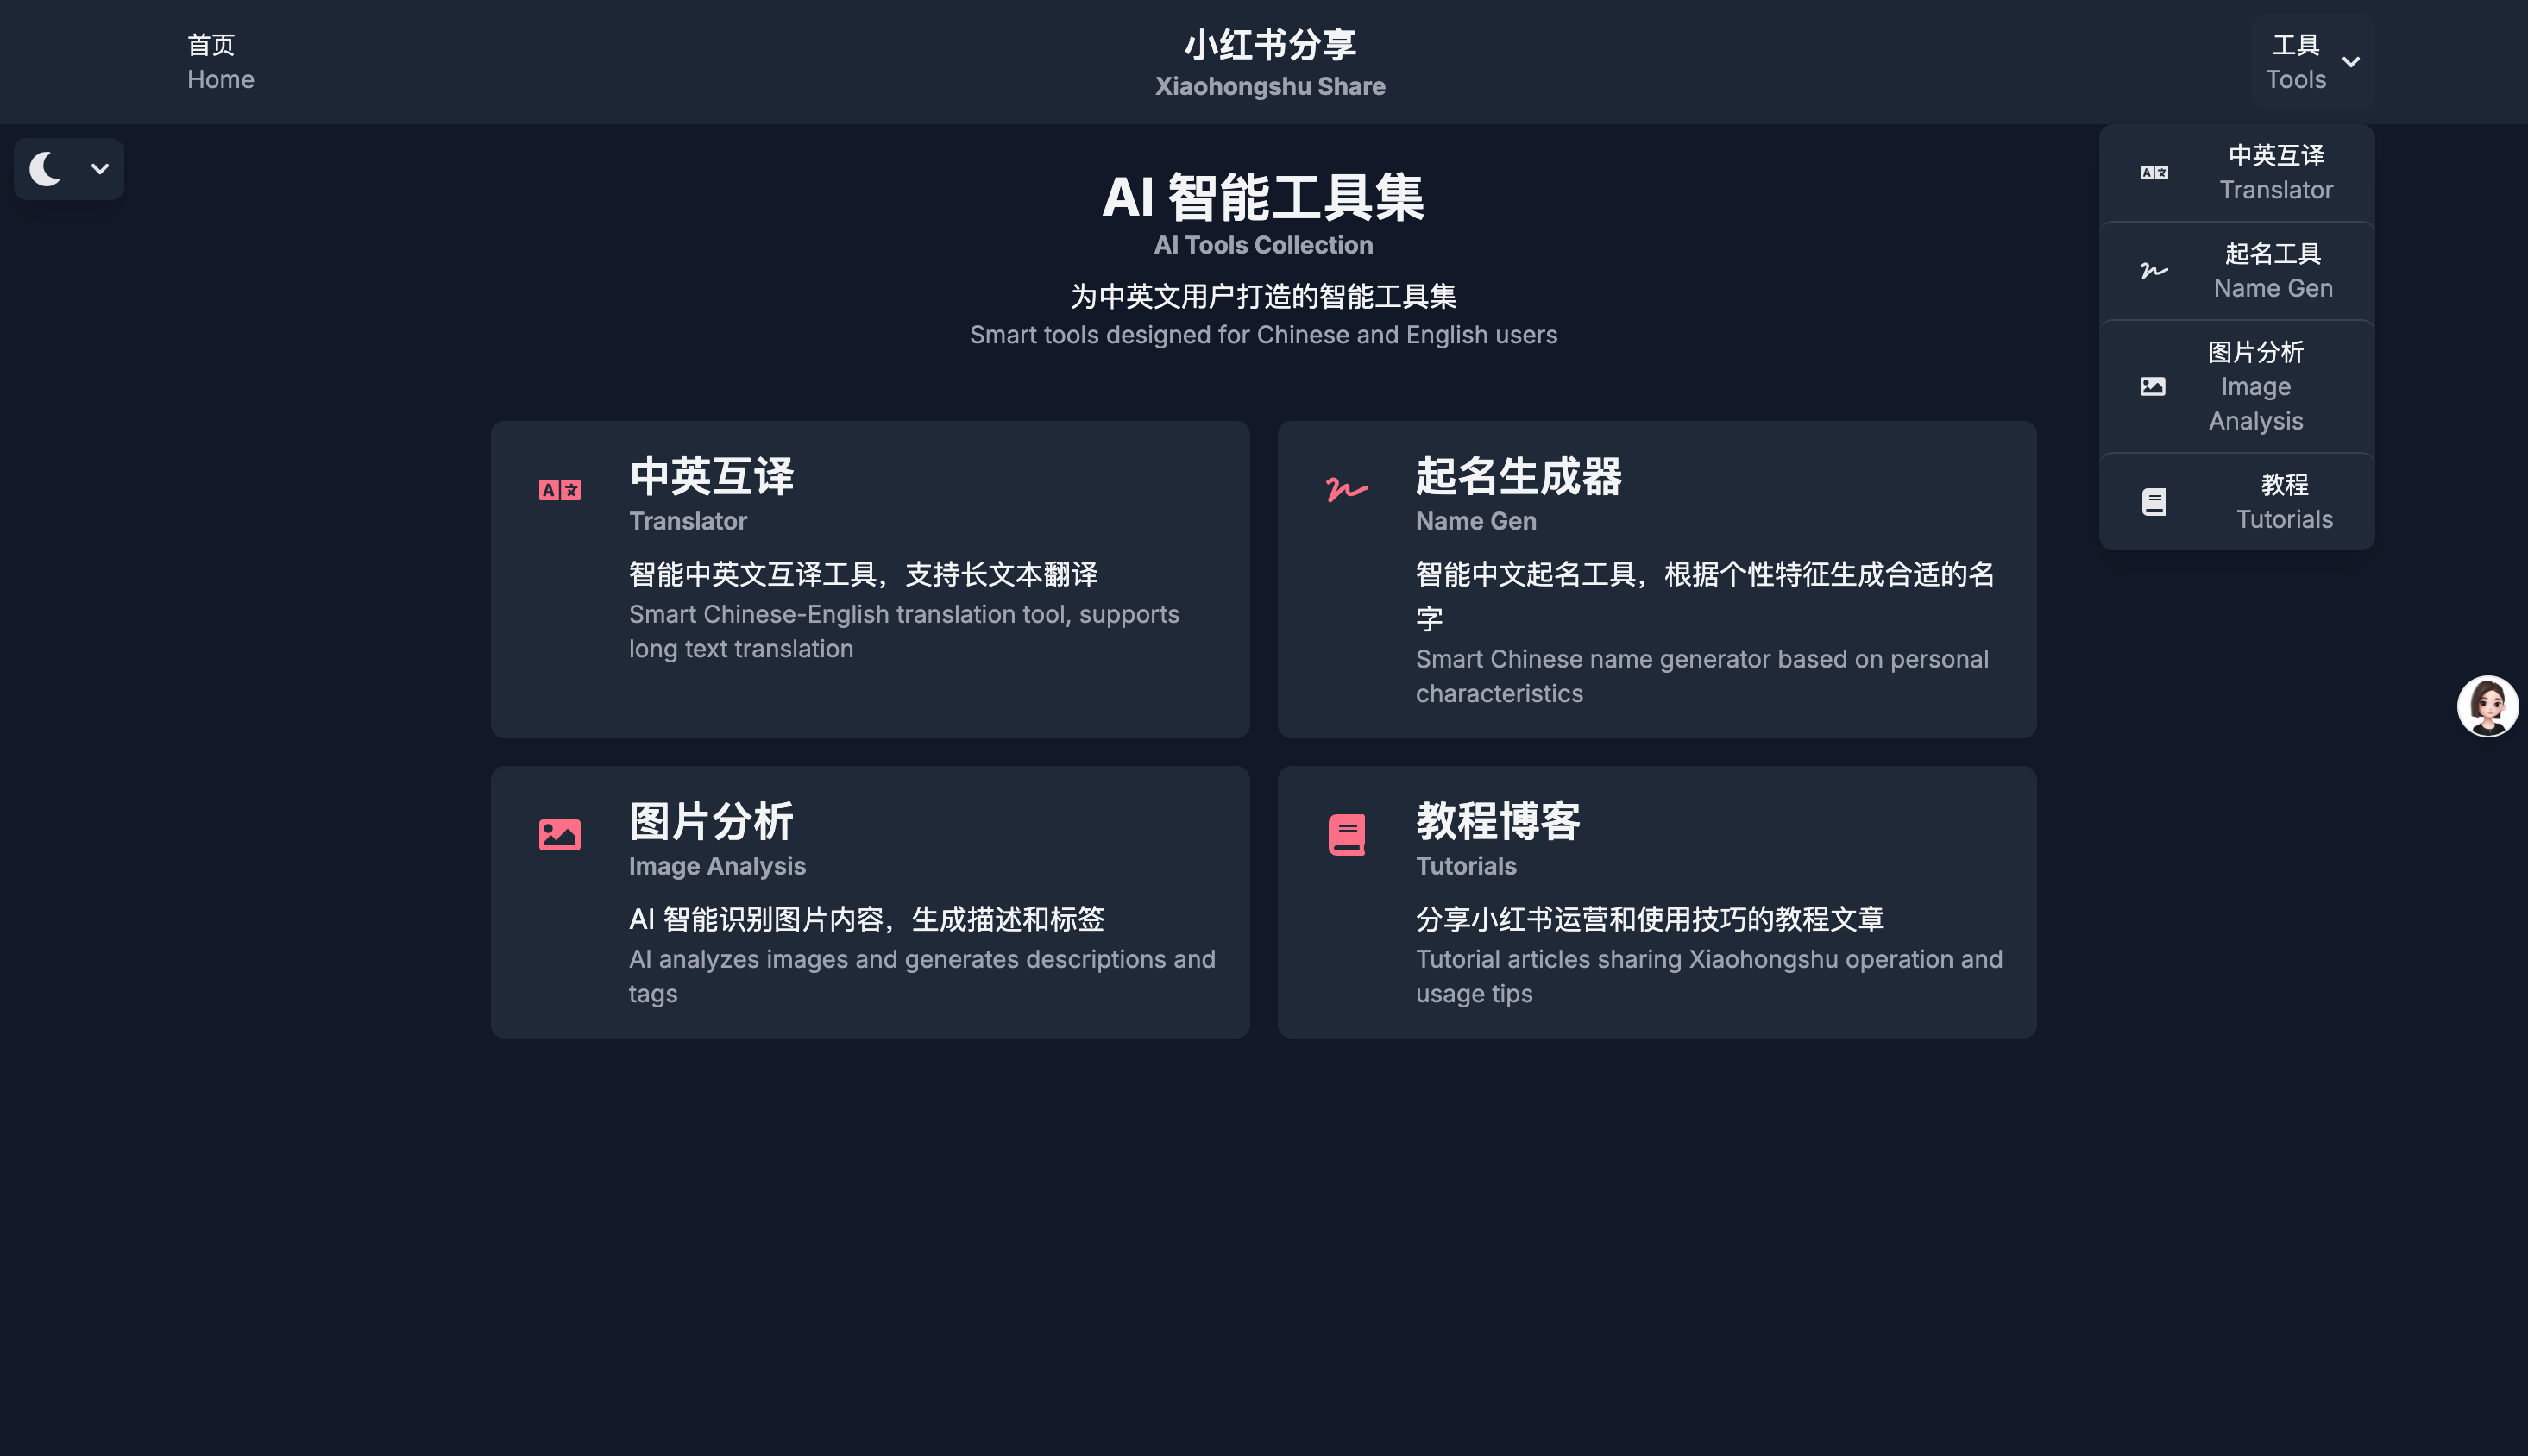 首页
Home
小红书分享
Xiaohongshu Share
工具
Tools
中英互译
Translator
起名工具
Name Gen
图片分析
Image
Analysis
教程
Tutorials
AI 智能工具集
AI Tools Collection
为中英文用户打造的智能工具集
Smart tools designed for Chinese and English users
A文
中英互译
Translator
智能中英文互译工具，支持长文本翻译
Smart Chinese-English translation tool, supports
long text translation
起名生成器
Name Gen
智能中文起名工具，根据个性特征生成合适的名
字
Smart Chinese name generator based on personal
characteristics
图片分析
Image Analysis
AI 智能识别图片内容，生成描述和标签
AI analyzes images and generates descriptions and
tags
教程博客
Tutorials
分享小红书运营和使用技巧的教程文章
Tutorial articles sharing Xiaohongshu operation and
usage tips